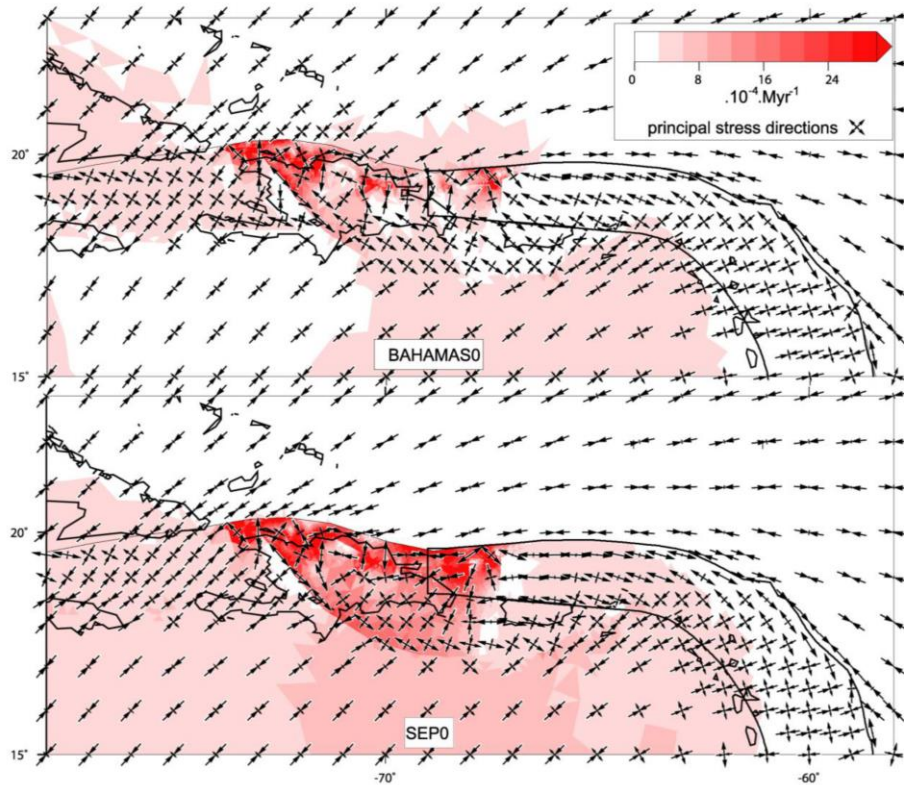 0 8 16 24
.10⁻⁴.Myr⁻¹
principal stress directions
20°
BAHAMAS0
15°
20°
SEP0
15°
-70° -60°